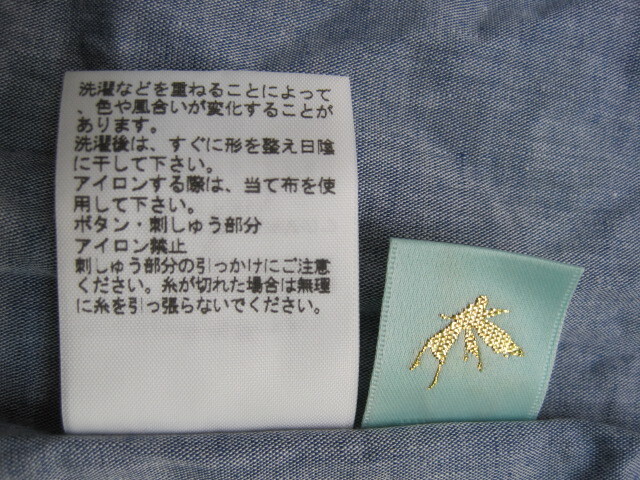 洗濯などを重ねることによって
、色や風合いが変化することが
あります。
洗濯後は、すぐに形を整え日陰
に干して下さい。
アイロンする際は、当て布を使
用して下さい。
ボタン・刺しゅう部分
アイロン禁止
刺しゅう部分の引っかけにご注意
ください。糸が切れた場合は無理
に糸を引っ張らないでください。